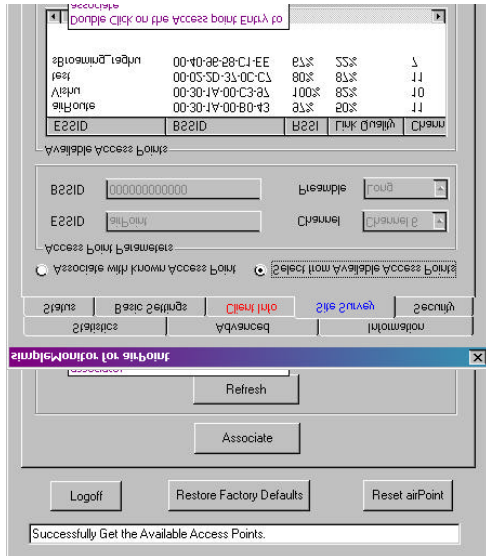 simpleMonitor for airPoint
Statistics Advanced Information
Status Basic Settings Client Info Site Survey Security
Associate with known Access Point Select from Available Access Points
Access Point Parameters
ESSID airPoint Channel Channel 6
BSSID 000000000000 Preamble Long
Available Access Points
ESSID BSSID RSSI Link Quality Chann
airRoute 00-30-1A-00-B0-43 97% 50% 11
Vishu 00-30-1A-00-C3-97 100% 82% 10
test 00-02-2D-37-0C-C7 80% 87% 11
sBroaming_raghu 00-40-96-58-C1-EE 67% 22% 7
Double Click on the Access point Entry to
associate
Refresh
Associate
Logoff Restore Factory Defaults Reset airPoint
Successfully Get the Available Access Points.